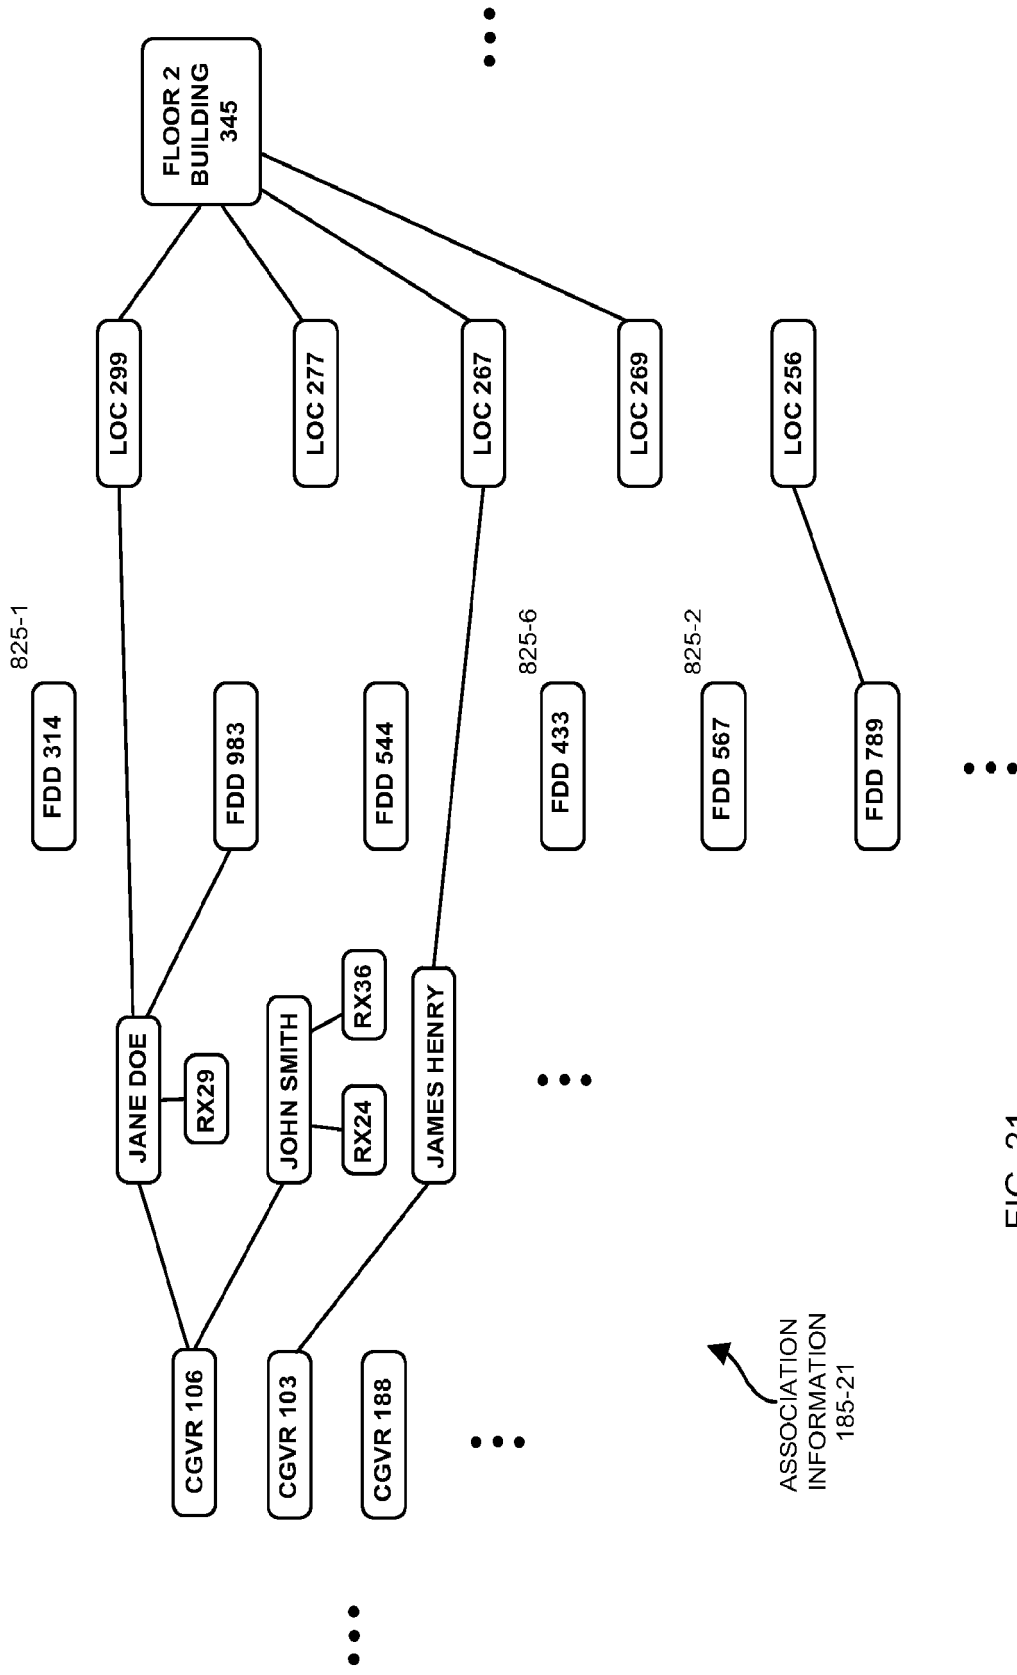 CGVR 106
CGVR 103
CGVR 188
JANE DOE
RX29
JOHN SMITH
RX24
RX36
JAMES HENRY
825-1
FDD 314
FDD 983
FDD 544
825-6
FDD 433
825-2
FDD 567
FDD 789
LOC 299
LOC 277
LOC 267
LOC 269
LOC 256
FLOOR 2
BUILDING
345
ASSOCIATION
INFORMATION
185-21
FIG. 21